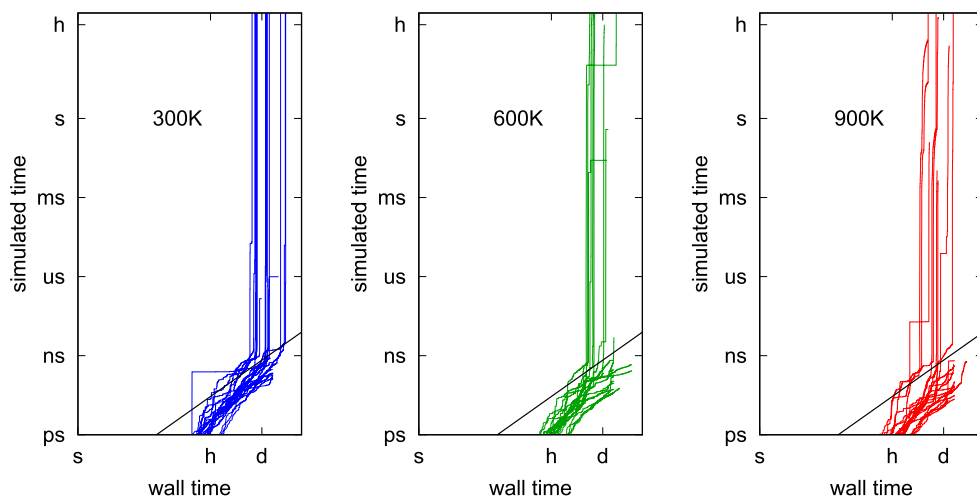 h
s
ms
us
ns
ps
simulated time
300K
s
h
d
wall time
simulated time
600K
h
s
ms
us
ns
ps
s
h
d
wall time
simulated time
900K
h
s
ms
us
ns
ps
s
h
d
wall time